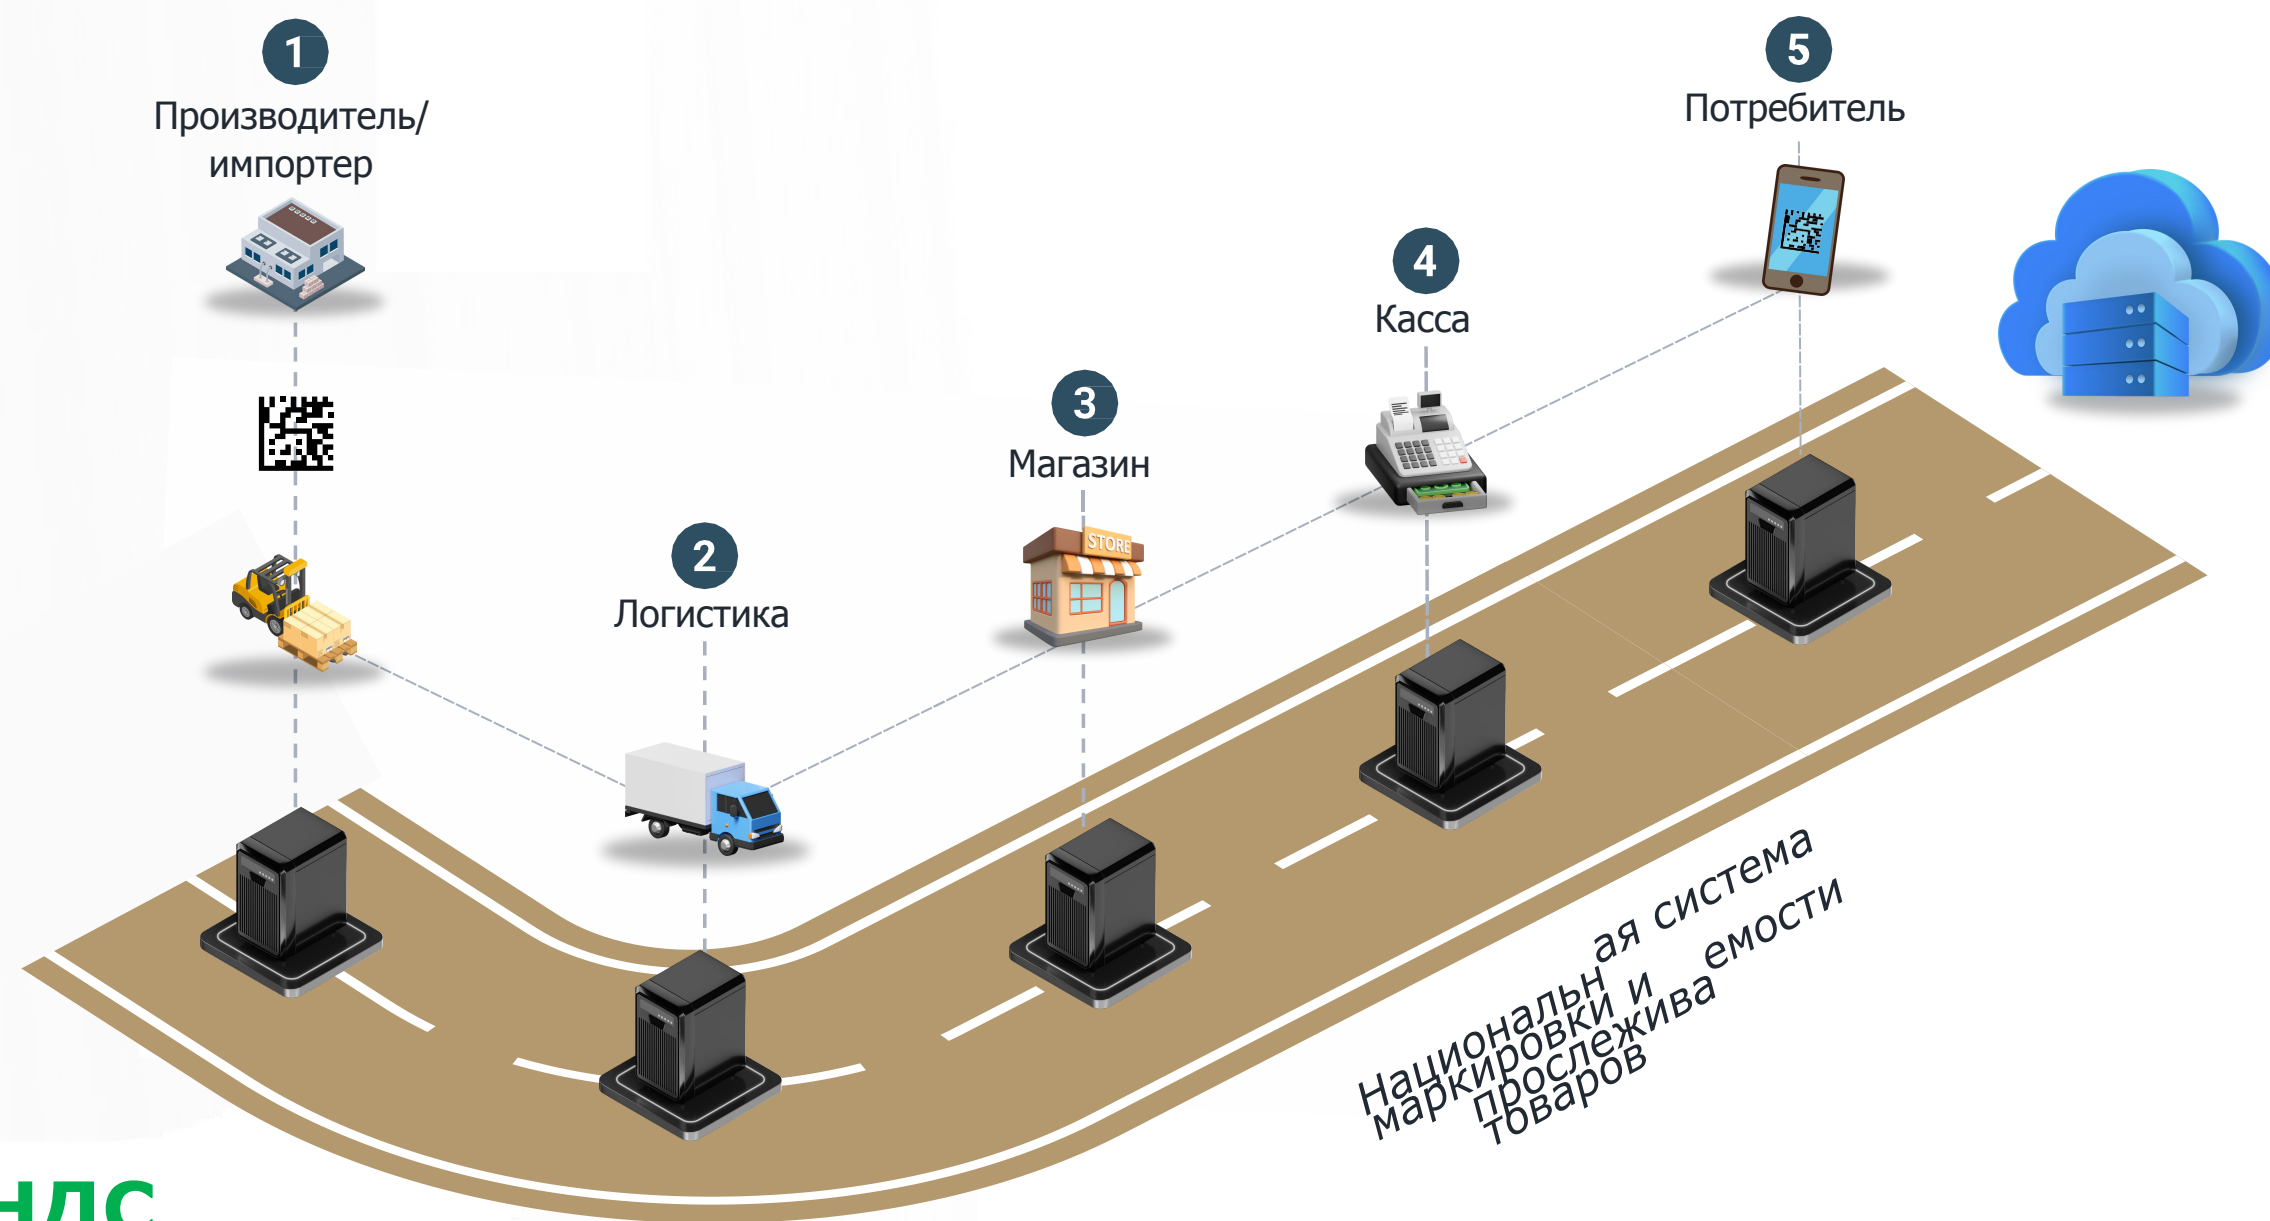 1
Производитель/
импортер
2
Логистика
3
Магазин
STORE
4
Касса
5
Потребитель
Национальн ая система
маркировки и
прослежива емости
товаров
НДС